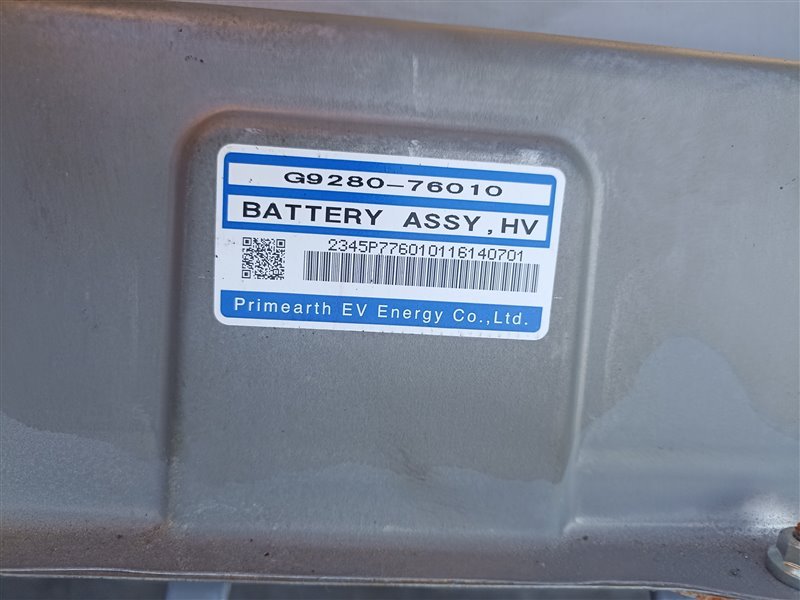 G9280-76010
BATTERY ASSY,HV
2345P776010116140701
Primearth EV Energy Co.,Ltd.